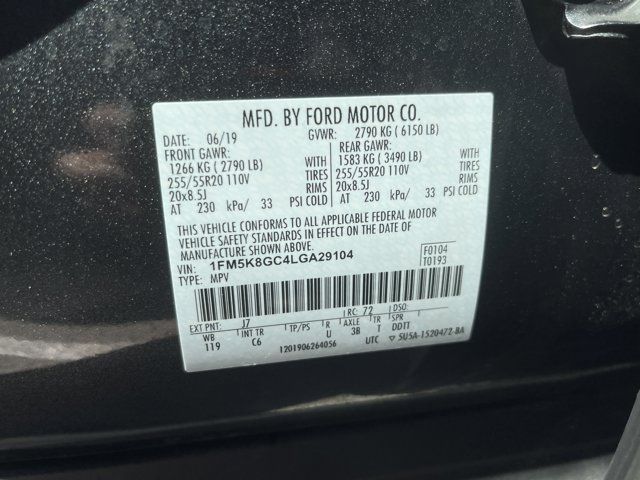 MFD. BY FORD MOTOR CO.
DATE: 06/19 GVWR: 2790 KG ( 6150 LB)
FRONT GAWR: REAR GAWR:
1266 KG ( 2790 LB) WITH 1583 KG ( 3490 LB) WITH
255/55R20 110V TIRES 255/55R20 110V TIRES
20x8.5J RIMS 20x8.5J RIMS
AT 230 kPa/ 33 PSI COLD AT 230 kPa/ 33 PSI COLD
THIS VEHICLE CONFORMS TO ALL APPLICABLE FEDERAL MOTOR
VEHICLE SAFETY STANDARDS IN EFFECT ON THE DATE OF
MANUFACTURE SHOWN ABOVE.
VIN: 1FM5K8GC4LGA29104 F0104
TYPE: MPV T0193
EXT PNT: J7 RC: 72 DSO:
WB INT TR TP/PS R AXLE TR SPR
119 C6 U 3B T DDTT
1201906264056 UTC ▽ 5U5A-1520472-BA